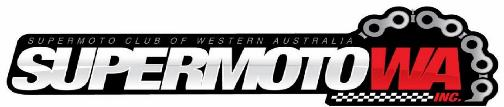 SUPERMOTO CLUB OF WESTERN AUSTRALIA
SUPERMOTOWA
INC.